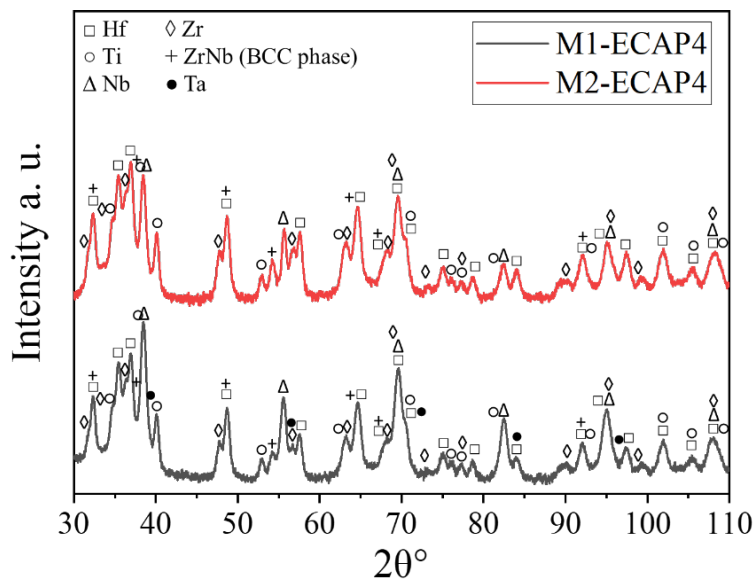 □ Hf ◊ Zr
○ Ti + ZrNb (BCC phase)
Δ Nb ● Ta
M1-ECAP4
M2-ECAP4
Intensity a. u.
30 40 50 60 70 80 90 100 110
2θ°